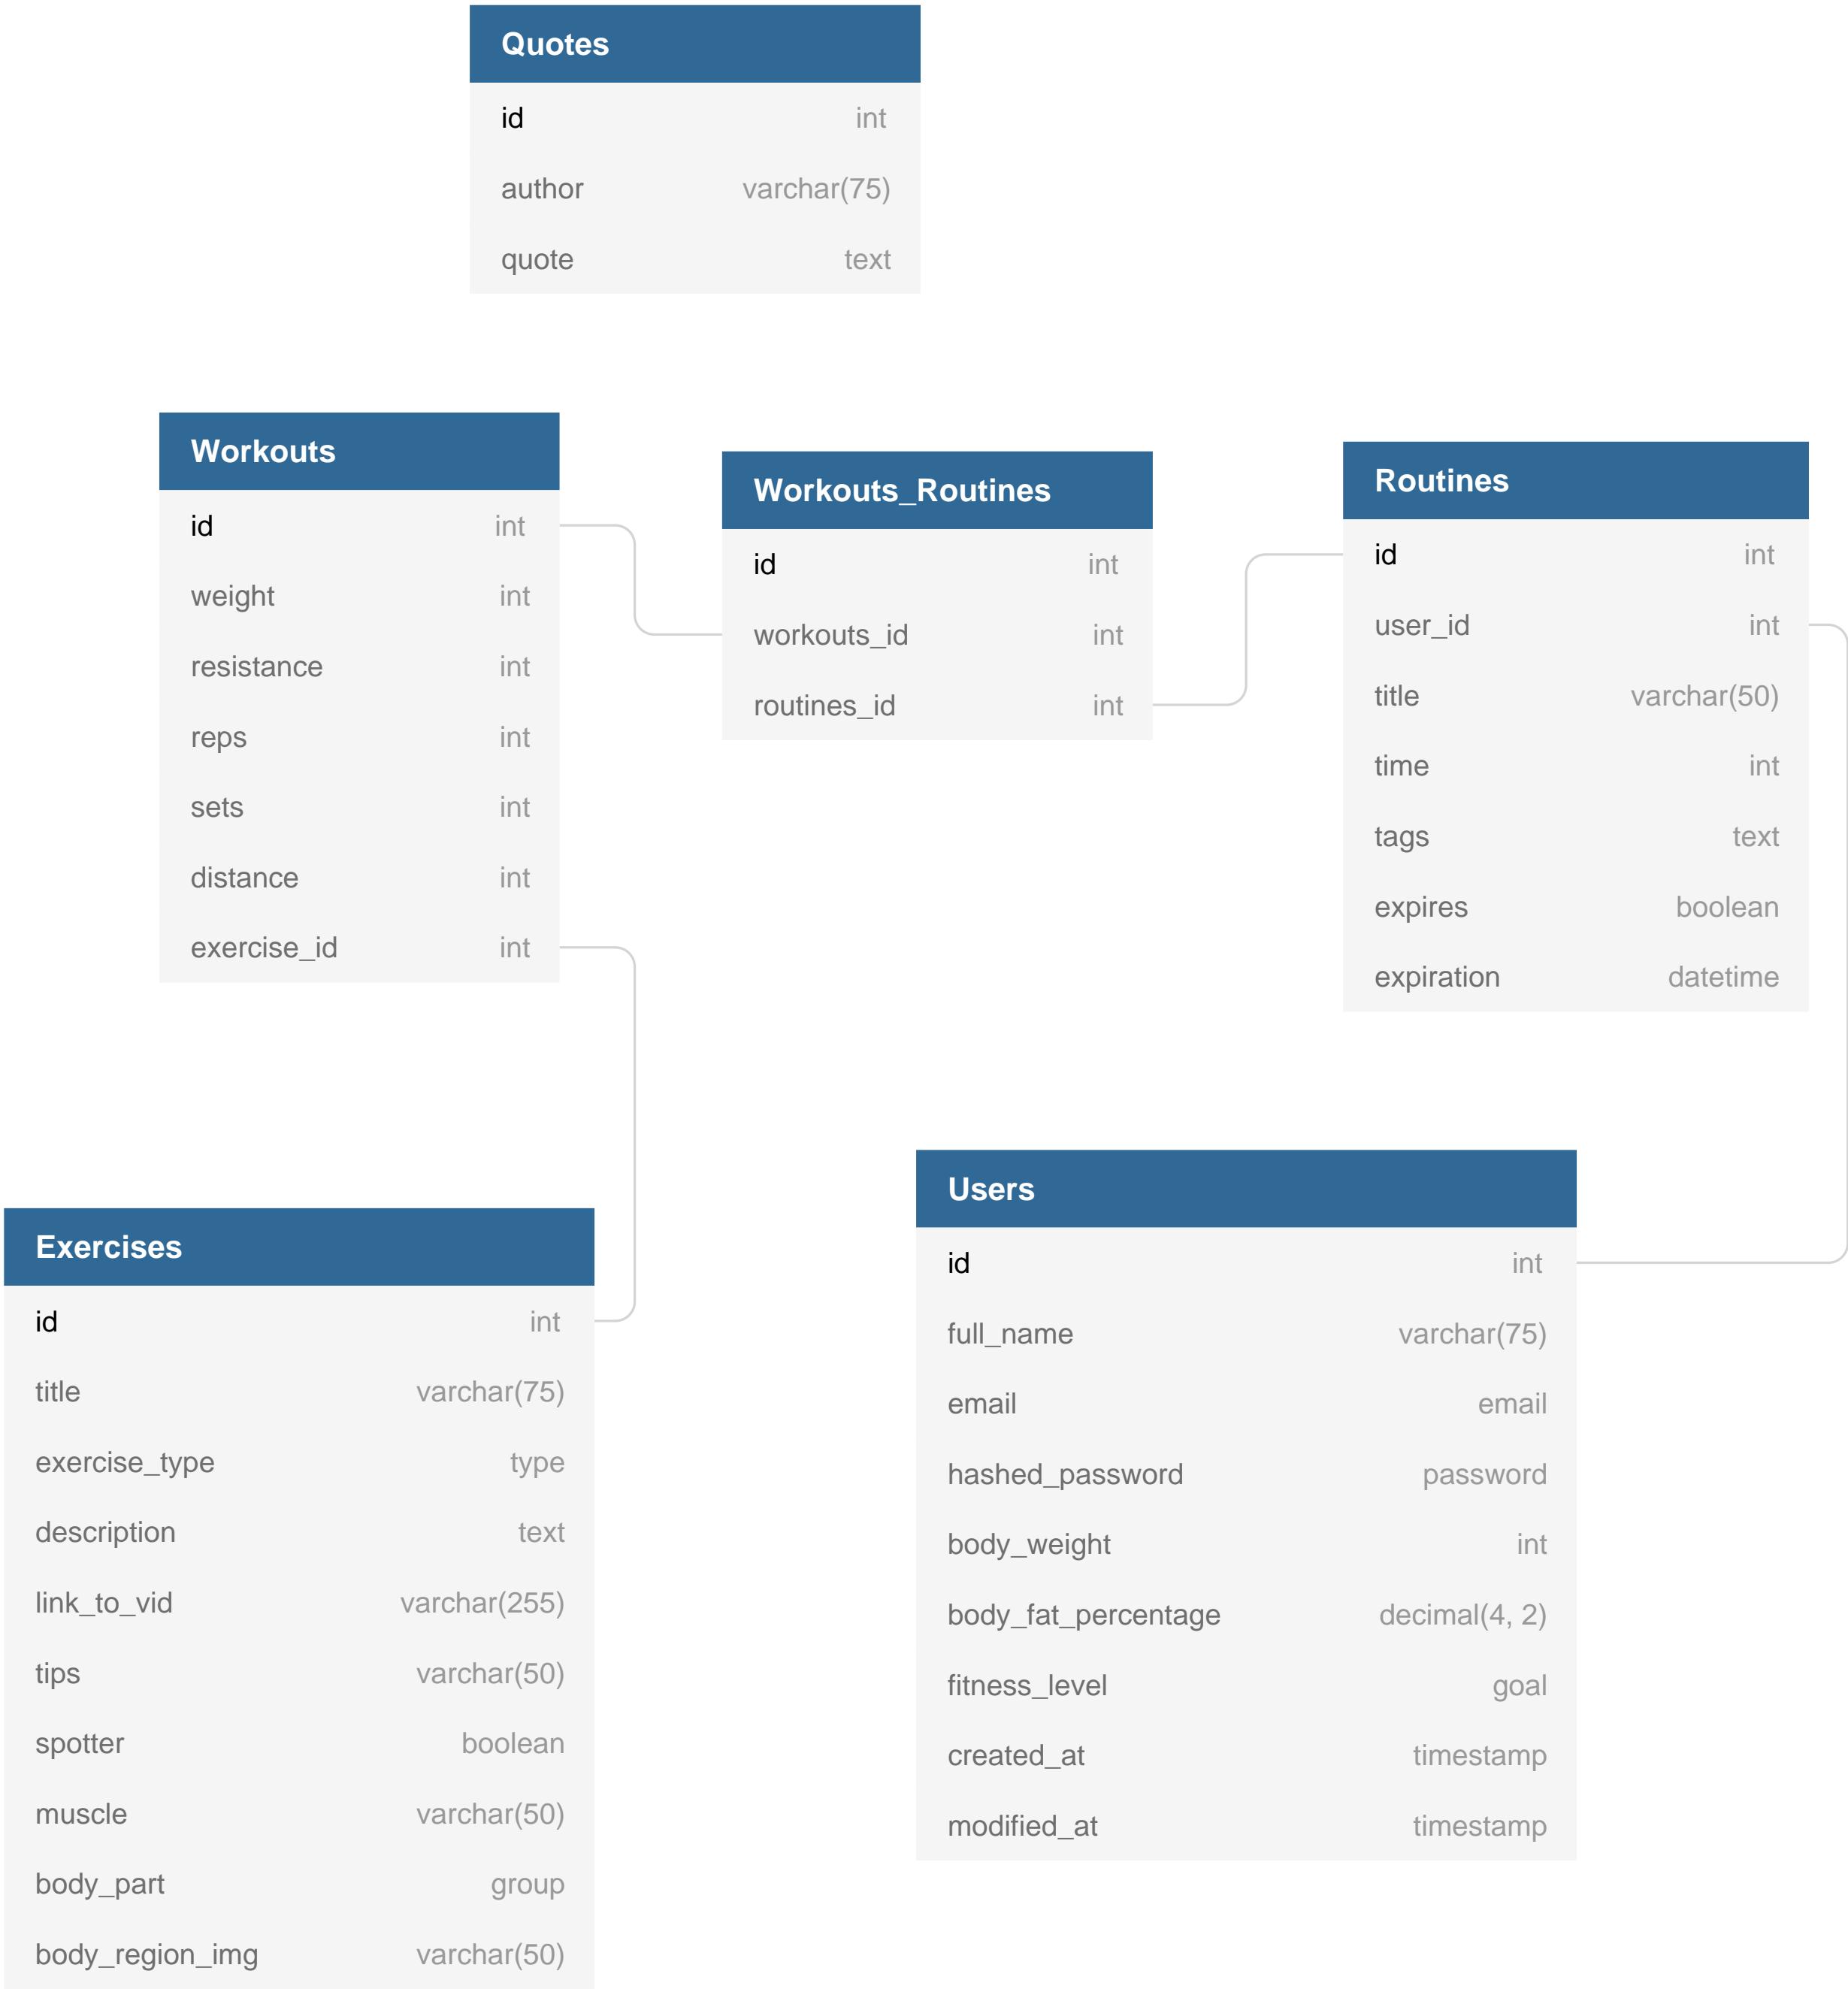 Quotes
id int
author varchar(75)
quote text
Workouts
id int
weight int
resistance int
reps int
sets int
distance int
exercise_id int
Workouts_Routines
id int
workouts_id int
routines_id int
Routines
id int
user_id int
title varchar(50)
time int
tags text
expires boolean
expiration datetime
Exercises
id int
title varchar(75)
exercise_type type
description text
link_to_vid varchar(255)
tips varchar(50)
spotter boolean
muscle varchar(50)
body_part group
body_region_img varchar(50)
Users
id int
full_name varchar(75)
email email
hashed_password password
body_weight int
body_fat_percentage decimal(4, 2)
fitness_level goal
created_at timestamp
modified_at timestamp